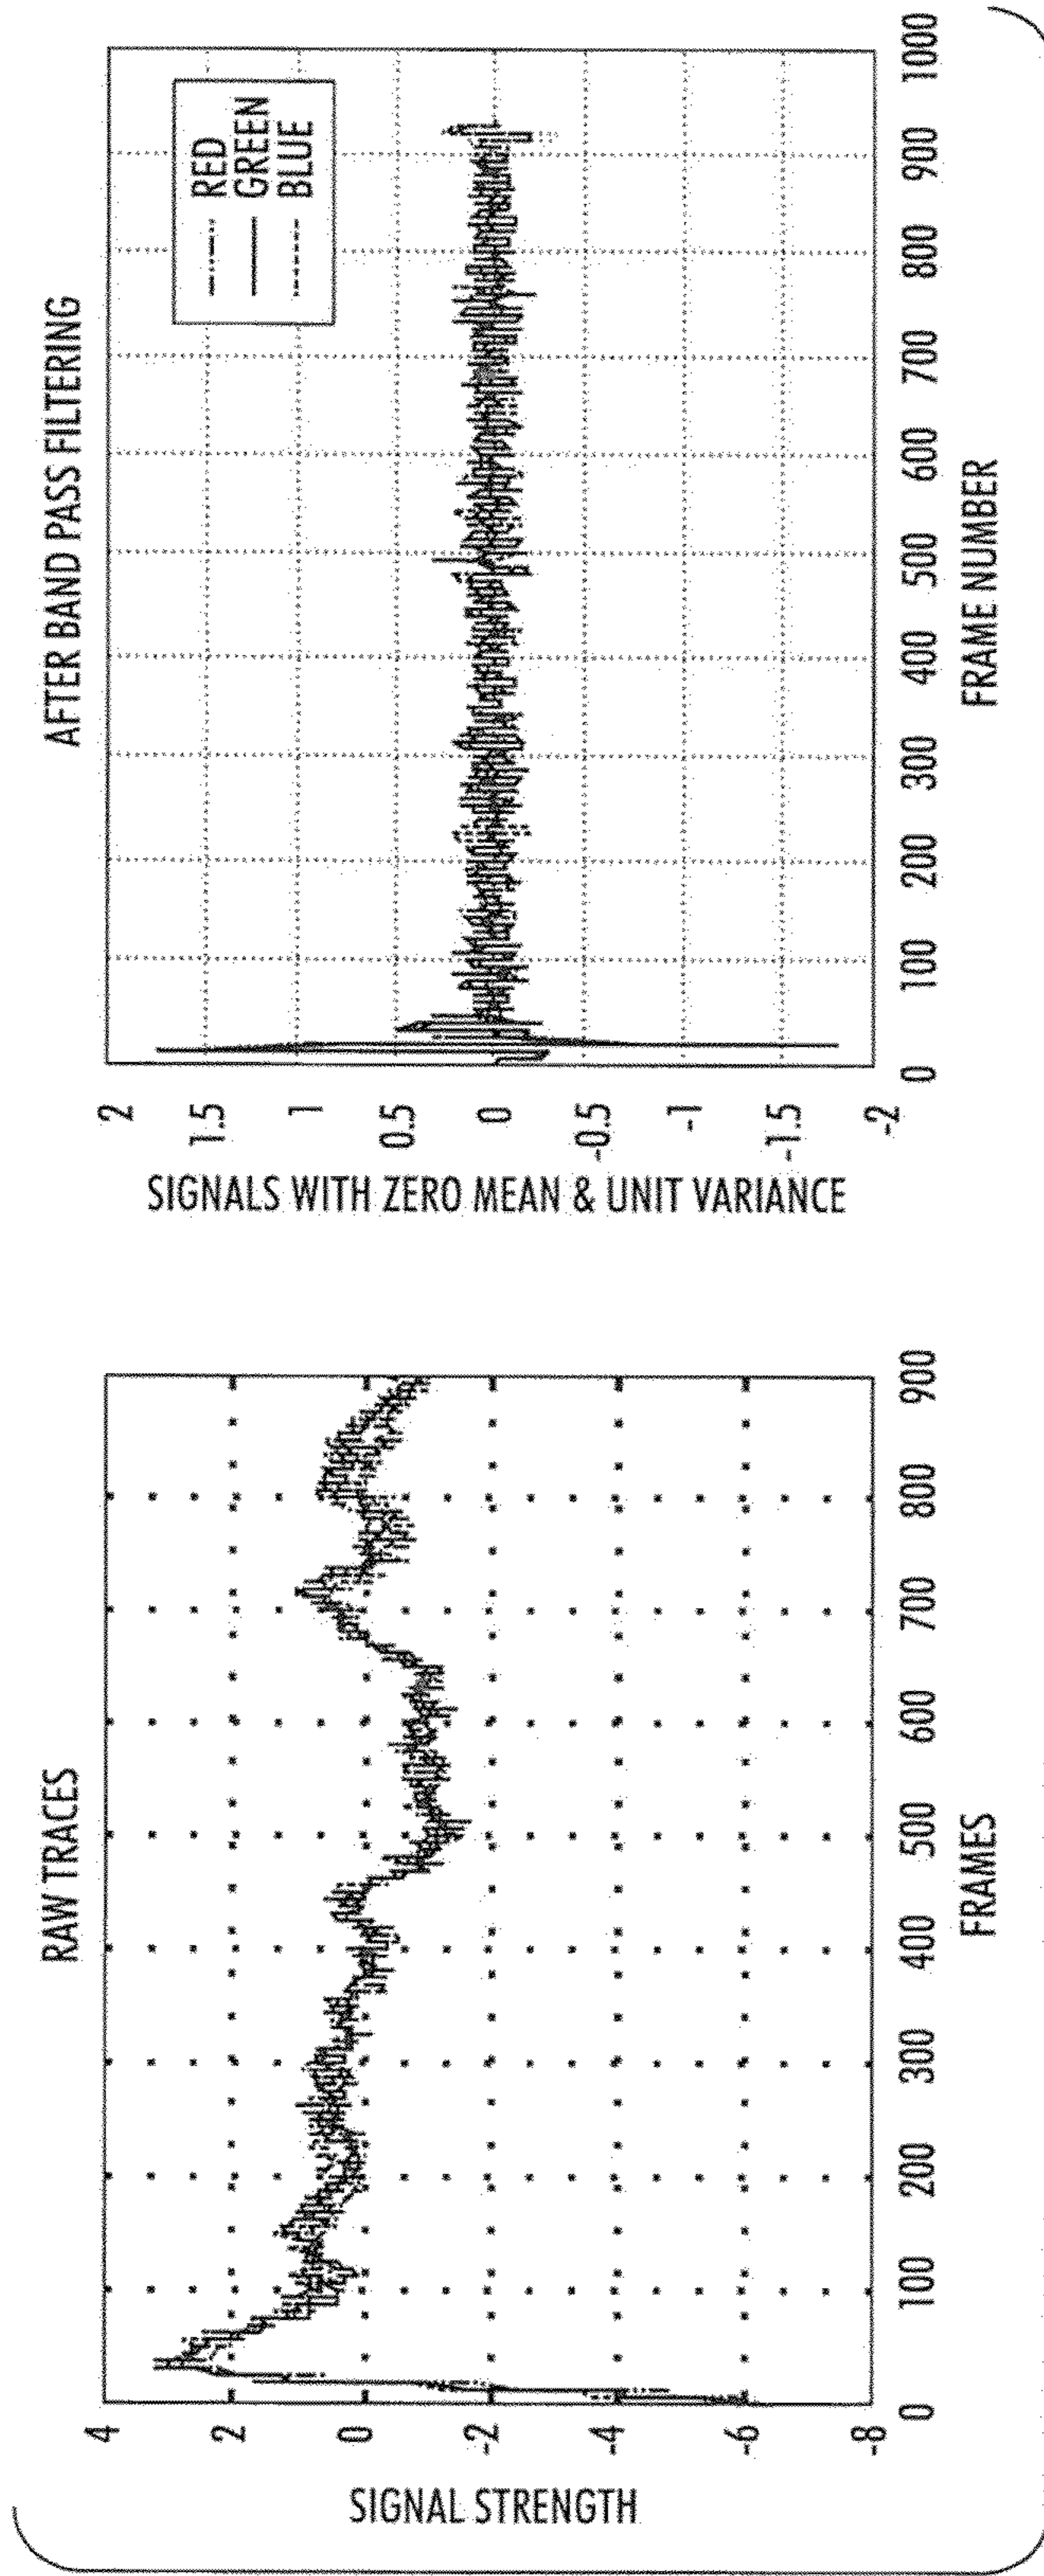 RAW TRACES
4
2
0
-2
-4
-6
-8
SIGNAL STRENGTH
0 100 200 300 400 500 600 700 800 900
FRAMES
AFTER BAND PASS FILTERING
RED
GREEN
BLUE
2
1.5
1
0.5
0
-0.5
-1
-1.5
-2
SIGNALS WITH ZERO MEAN & UNIT VARIANCE
0 100 200 300 400 500 600 700 800 900 1000
FRAME NUMBER